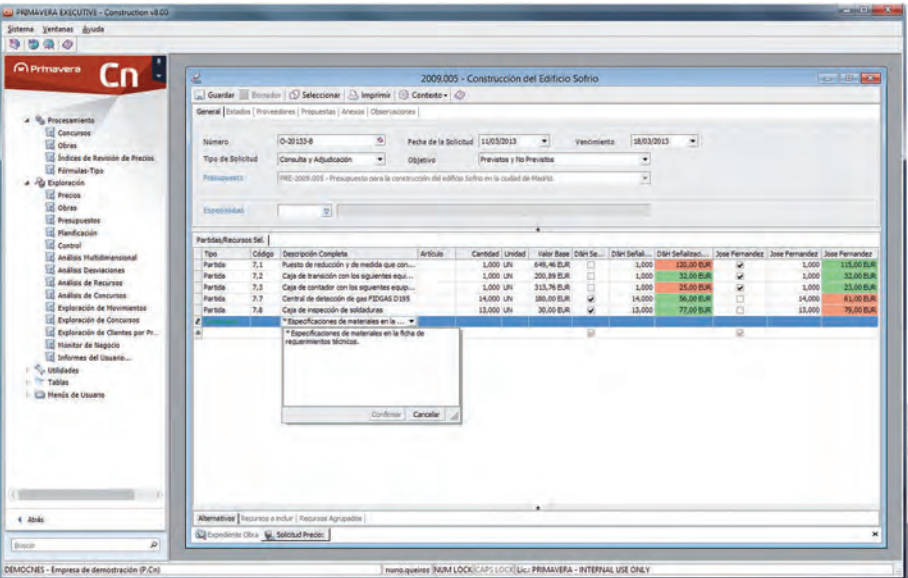 PRIMAVERA EXECUTIVE - Construction v8.00
Sistema Ventanas Ayuda
Primavera Cn
Procesamiento
Concursos
Obras
Índices de Revisión de Precios
Fórmulas-Tipo
Exploración
Precios
Obras
Presupuestos
Planificación
Control
Análisis Multidimensional
Análisis Desviaciones
Análisis de Recursos
Análisis de Concursos
Exploración de Movimientos
Exploración de Concursos
Exploración de Clientes por Pr...
Monitor de Negocio
Informes del Usuario...
Utilidades
Tablas
Menús de Usuario
Atrás
Buscar
2009.005 - Construcción del Edificio Sofrio
Guardar Borrador Seleccionar Imprimir Contexto
General Estados Proveedores Propuestas Anexos Observaciones
Número O-20133-8 Fecha de la Solicitud 11/03/2013 Vencimiento 18/03/2013
Tipo de Solicitud Consulta y Adjudicación Objetivo Previstos y No Previstos
Presupuesto PRE-2009.005 - Presupuesto para la construcción del edificio Sofrio en la ciudad de Madrid.
Especialidad
Partidas/Recursos Sel.
Tipo Código Descripción Completa Artículo Cantidad Unidad Valor Base D&H Se... D&H Señal... D&H Señalizac... Jose Fernandez Jose Fernandez Jose Fernandez
Partida 7.1 Puesto de reducción y de medida que con... 1,000 UN 649,46 EUR 1,000 120,00 EUR 1,000 115,00 EUR
Partida 7.2 Caja de transición con los siguientes equi... 1,000 UN 200,89 EUR 1,000 32,00 EUR 1,000 32,00 EUR
Partida 7.3 Caja de contador con los siguientes equip... 1,000 UN 313,76 EUR 1,000 25,00 EUR 1,000 23,00 EUR
Partida 7.7 Central de detección de gas FIDGAS D195 14,000 UN 180,00 EUR 14,000 56,00 EUR 14,000 61,00 EUR
Partida 7.8 Caja de inspección de soldaduras 13,000 UN 30,00 EUR 13,000 77,00 EUR 13,000 79,00 EUR
* Especificaciones de materiales en la ...
* Especificaciones de materiales en la ficha de
requerimientos técnicos.
Confirmar Cancelar
Alternativos Recursos a incluir Recursos Agrupados
Expediente Obra Solicitud Precios
DEMOCNES - Empresa de demostración (P.Cn) nuno.queiros NUM LOCK CAPS LOCK Lic.: PRIMAVERA - INTERNAL USE ONLY